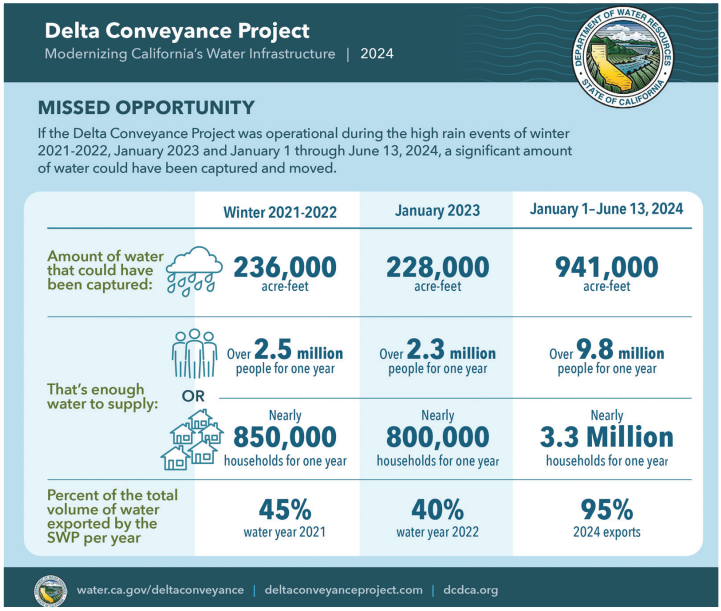 Delta Conveyance Project
Modernizing California's Water Infrastructure | 2024
DEPARTMENT OF WATER RESOURCES
STATE OF CALIFORNIA
MISSED OPPORTUNITY
If the Delta Conveyance Project was operational during the high rain events of winter
2021-2022, January 2023 and January 1 through June 13, 2024, a significant amount
of water could have been captured and moved.
Winter 2021-2022
January 2023
January 1–June 13, 2024
Amount of water
that could have
been captured:
236,000
acre-feet
228,000
acre-feet
941,000
acre-feet
That's enough
water to supply:
Over 2.5 million
people for one year
Over 2.3 million
people for one year
Over 9.8 million
people for one year
OR
Nearly
850,000
households for one year
Nearly
800,000
households for one year
Nearly
3.3 Million
households for one year
Percent of the total
volume of water
exported by the
SWP per year
45%
water year 2021
40%
water year 2022
95%
2024 exports
water.ca.gov/deltaconveyance | deltaconveyanceproject.com | dcdca.org